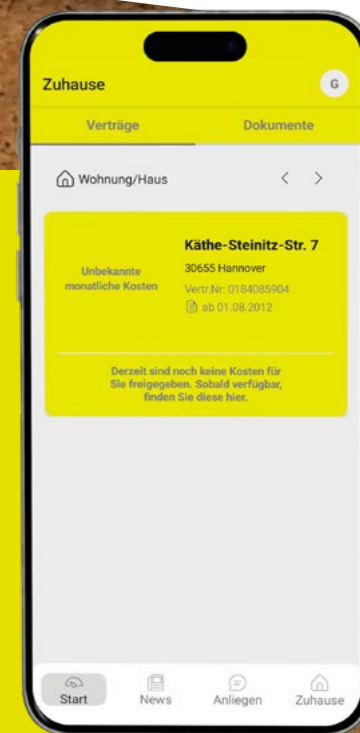 Zuhause
G
Verträge
Dokumente
Wohnung/Haus
Käthe-Steinitz-Str. 7
30655 Hannover
Unbekannte
monatliche Kosten
Vertr.Nr: 0184085904
ab 01.08.2012
Derzeit sind noch keine Kosten für
Sie freigegeben. Sobald verfügbar,
finden Sie diese hier.
Start
News
Anliegen
Zuhause